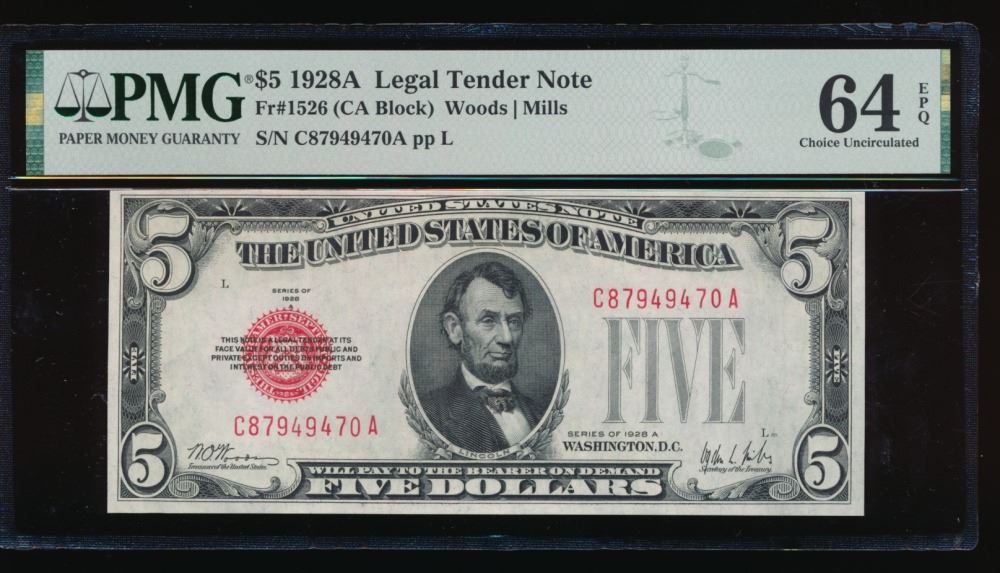 PMG® $5 1928A Legal Tender Note
Fr#1526 (CA Block) Woods | Mills
PAPER MONEY GUARANTY S/N C87949470A pp L
64 EPQ
Choice Uncirculated
UNITED STATES NOTE
THE UNITED STATES OF AMERICA
5 5
L
SERIES OF
1928
C87949470A
THIS NOTE IS A LEGAL TENDER AT ITS
FACE VALUE FOR ALL DEBTS PUBLIC AND
PRIVATE EXCEPT DUTIES ON IMPORTS AND
INTEREST ON THE PUBLIC DEBT
FIVE FIVE FIVE
C87949470A
SERIES OF 1928 A
L
WASHINGTON, D.C.
LINCOLN
Treasurer of the United States
Secretary of the Treasury
WILL PAY TO THE BEARER ON DEMAND
5 FIVE DOLLARS 5